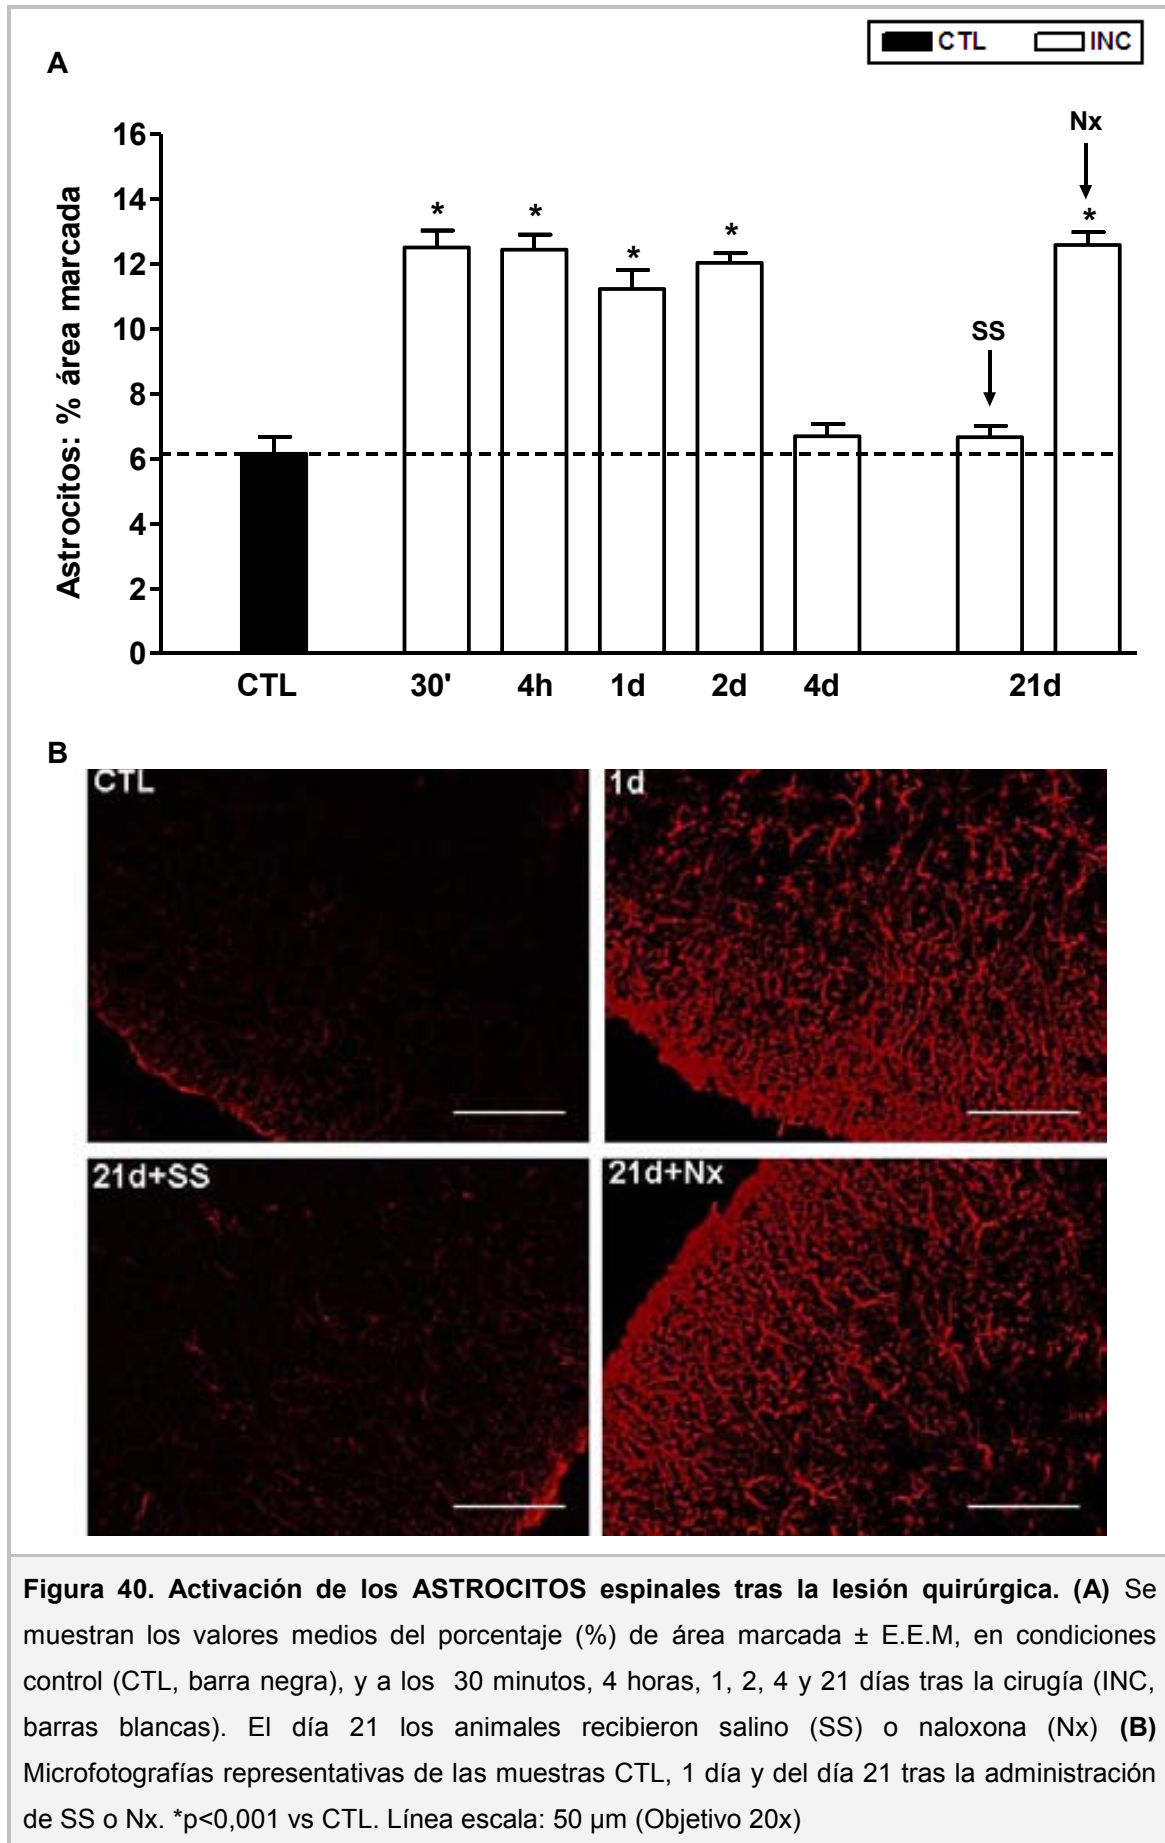 CTL INC
A
Nx
16
14
12
10
8
6
4
2
0
Astrocitos: % área marcada
* * * * *
SS
CTL 30' 4h 1d 2d 4d 21d
B
CTL 1d
21d+SS 21d+Nx
Figura 40. Activación de los ASTROCITOS espinales tras la lesión quirúrgica. (A) Se
muestran los valores medios del porcentaje (%) de área marcada ± E.E.M, en condiciones
control (CTL, barra negra), y a los 30 minutos, 4 horas, 1, 2, 4 y 21 días tras la cirugía (INC,
barras blancas). El día 21 los animales recibieron salino (SS) o naloxona (Nx) (B)
Microfotografías representativas de las muestras CTL, 1 día y del día 21 tras la administración
de SS o Nx. *p<0,001 vs CTL. Línea escala: 50 µm (Objetivo 20x)